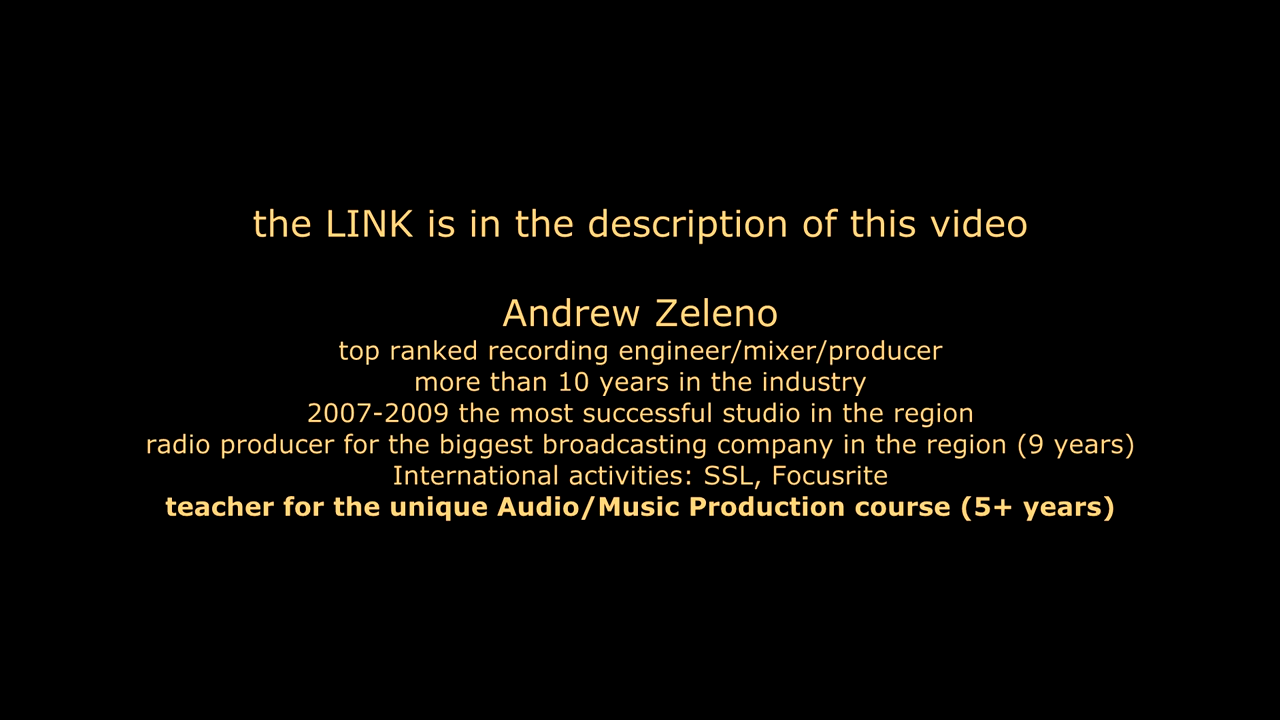 the LINK is in the description of this video
Andrew Zeleno
top ranked recording engineer/mixer/producer
more than 10 years in the industry
2007-2009 the most successful studio in the region
radio producer for the biggest broadcasting company in the region (9 years)
International activities: SSL, Focusrite
teacher for the unique Audio/Music Production course (5+ years)